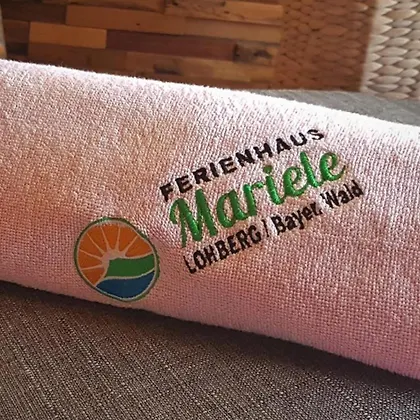 FERIENHAUS
Mariele
LOHBERG / Bayer. Wald